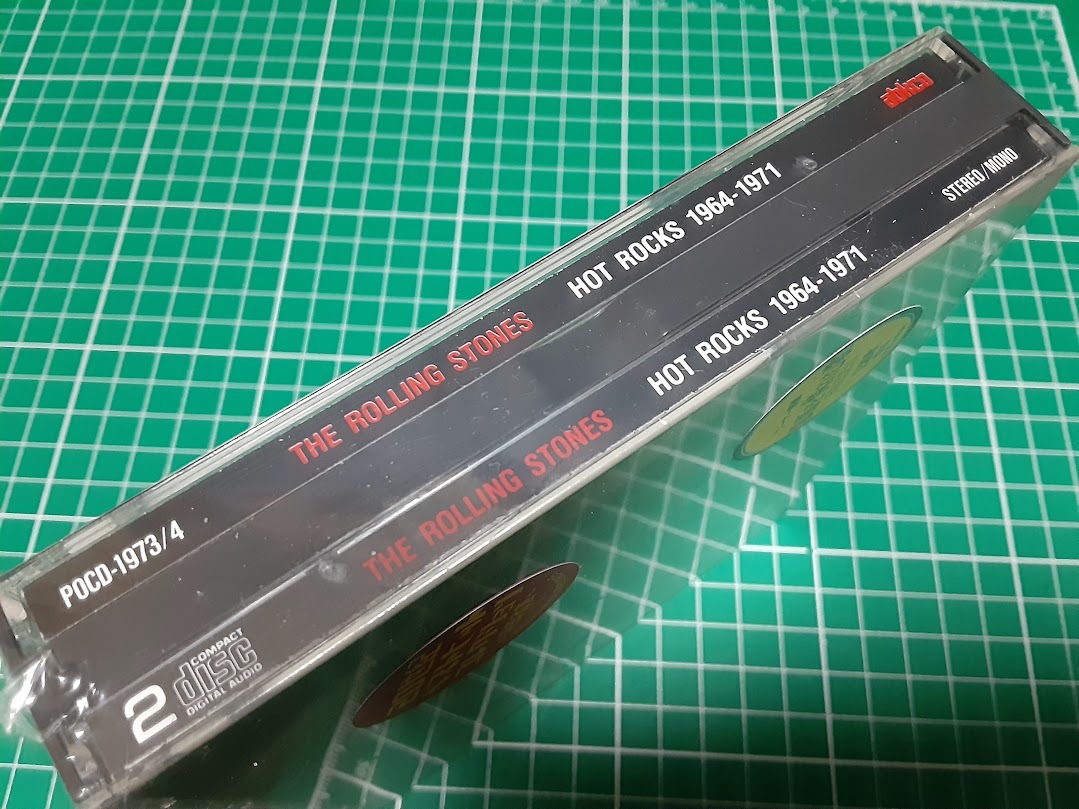 POCD-1973/4 THE ROLLING STONES HOT ROCKS 1964-1971 abkco
2 COMPACT disc DIGITAL AUDIO THE ROLLING STONES HOT ROCKS 1964-1971 STEREO/MONO